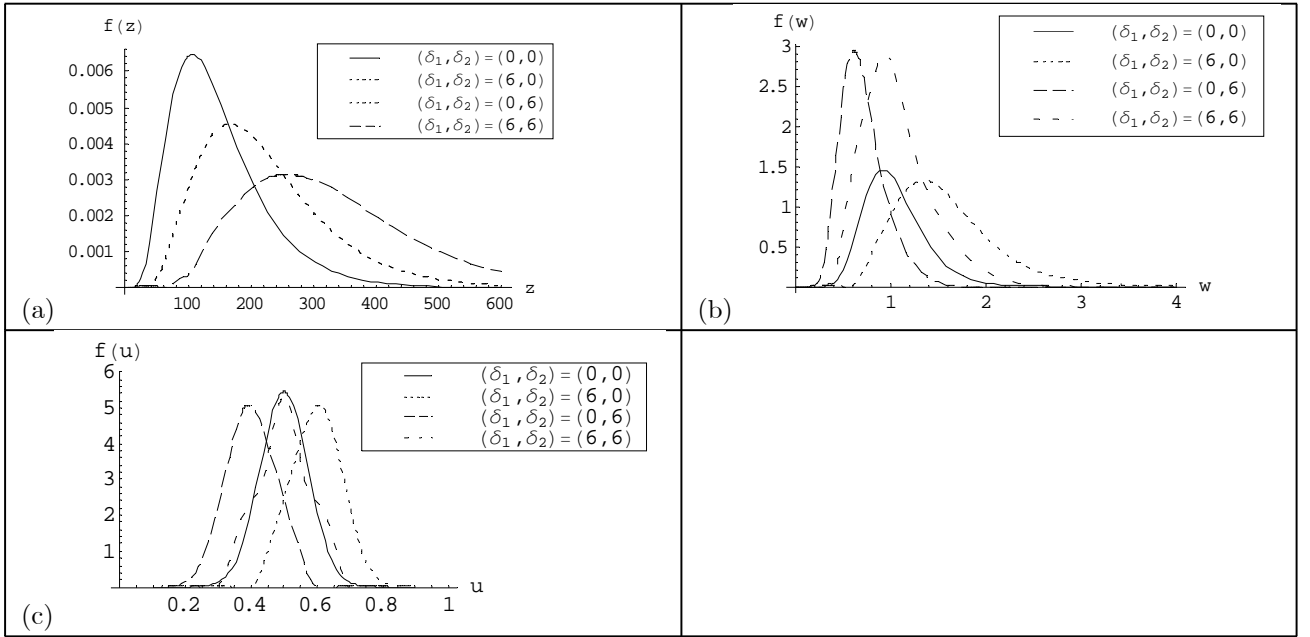 f(z)
0.006
0.005
0.004
0.003
0.002
0.001
100 200 300 400 500 600 z
(δ₁,δ₂)=(0,0)
(δ₁,δ₂)=(6,0)
(δ₁,δ₂)=(0,6)
(δ₁,δ₂)=(6,6)
(a)
f(w)
3
2.5
2
1.5
1
0.5
1 2 3 4 w
(δ₁,δ₂)=(0,0)
(δ₁,δ₂)=(6,0)
(δ₁,δ₂)=(0,6)
(δ₁,δ₂)=(6,6)
(b)
f(u)
6
5
4
3
2
1
0.2 0.4 0.6 0.8 1 u
(δ₁,δ₂)=(0,0)
(δ₁,δ₂)=(6,0)
(δ₁,δ₂)=(0,6)
(δ₁,δ₂)=(6,6)
(c)